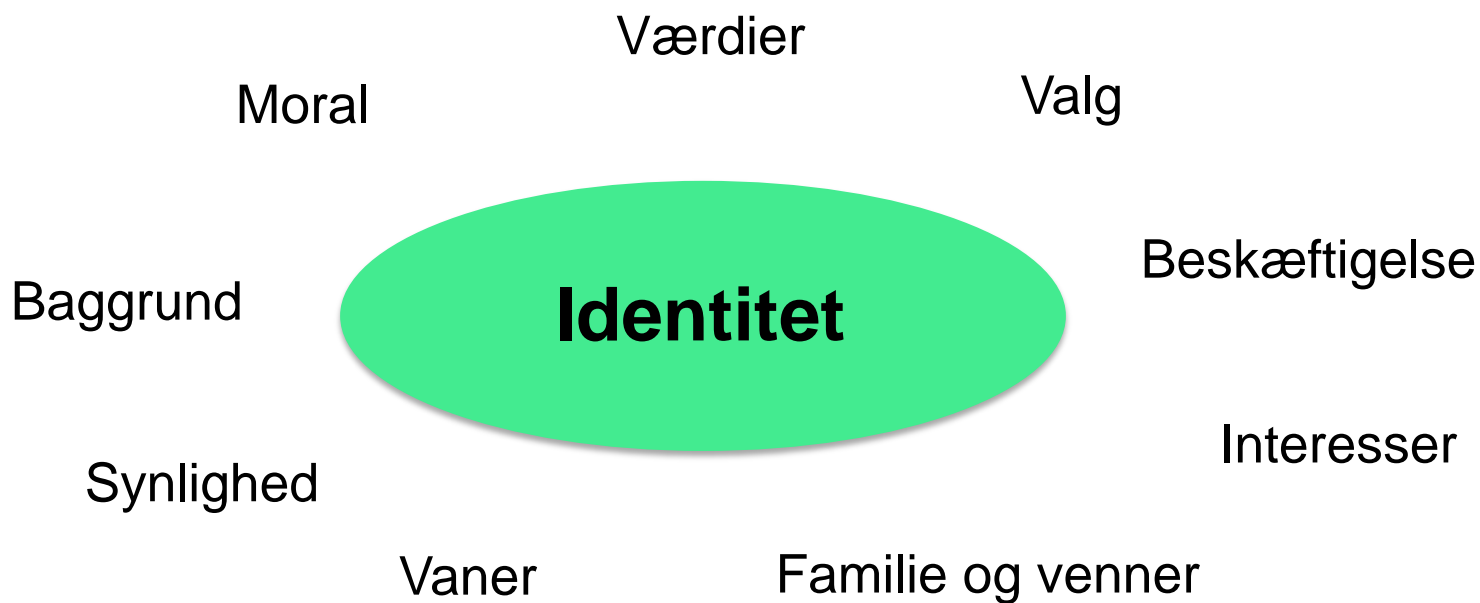 Værdier
Moral
Valg
Beskæftigelse
Baggrund
Identitet
Interesser
Synlighed
Vaner
Familie og venner